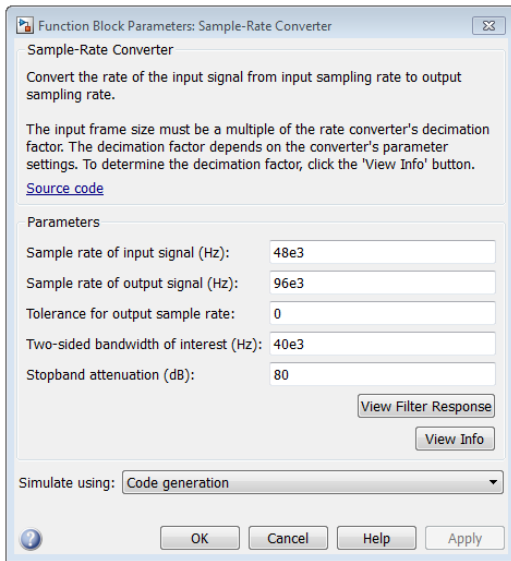 Function Block Parameters: Sample-Rate Converter
Sample-Rate Converter
Convert the rate of the input signal from input sampling rate to output
sampling rate.
The input frame size must be a multiple of the rate converter's decimation
factor. The decimation factor depends on the converter's parameter
settings. To determine the decimation factor, click the 'View Info' button.
Source code
Parameters
Sample rate of input signal (Hz): 48e3
Sample rate of output signal (Hz): 96e3
Tolerance for output sample rate: 0
Two-sided bandwidth of interest (Hz): 40e3
Stopband attenuation (dB): 80
View Filter Response
View Info
Simulate using: Code generation
OK Cancel Help Apply